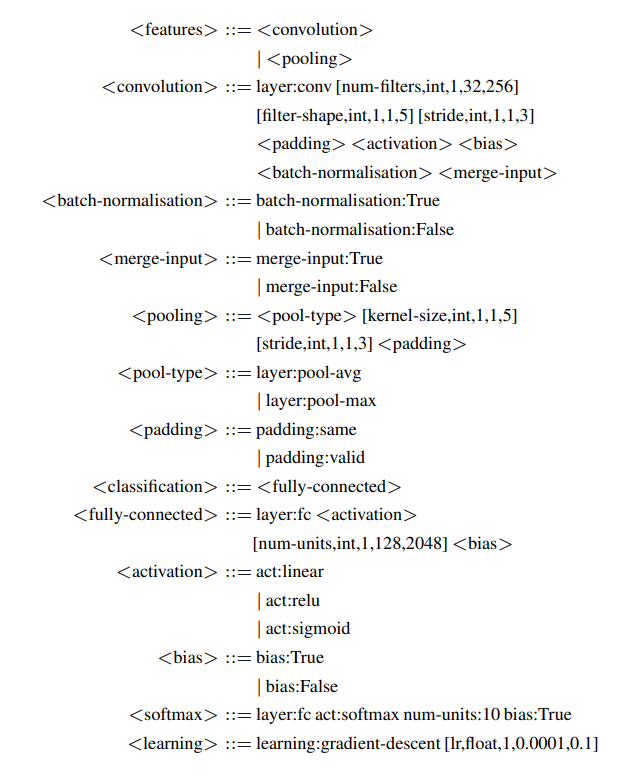 <features> ::= <convolution>
| <pooling>
<convolution> ::= layer:conv [num-filters,int,1,32,256]
[filter-shape,int,1,1,5] [stride,int,1,1,3]
<padding> <activation> <bias>
<batch-normalisation> <merge-input>
<batch-normalisation> ::= batch-normalisation:True
| batch-normalisation:False
<merge-input> ::= merge-input:True
| merge-input:False
<pooling> ::= <pool-type> [kernel-size,int,1,1,5]
[stride,int,1,1,3] <padding>
<pool-type> ::= layer:pool-avg
| layer:pool-max
<padding> ::= padding:same
| padding:valid
<classification> ::= <fully-connected>
<fully-connected> ::= layer:fc <activation>
[num-units,int,1,128,2048] <bias>
<activation> ::= act:linear
| act:relu
| act:sigmoid
<bias> ::= bias:True
| bias:False
<softmax> ::= layer:fc act:softmax num-units:10 bias:True
<learning> ::= learning:gradient-descent [lr,float,1,0.0001,0.1]